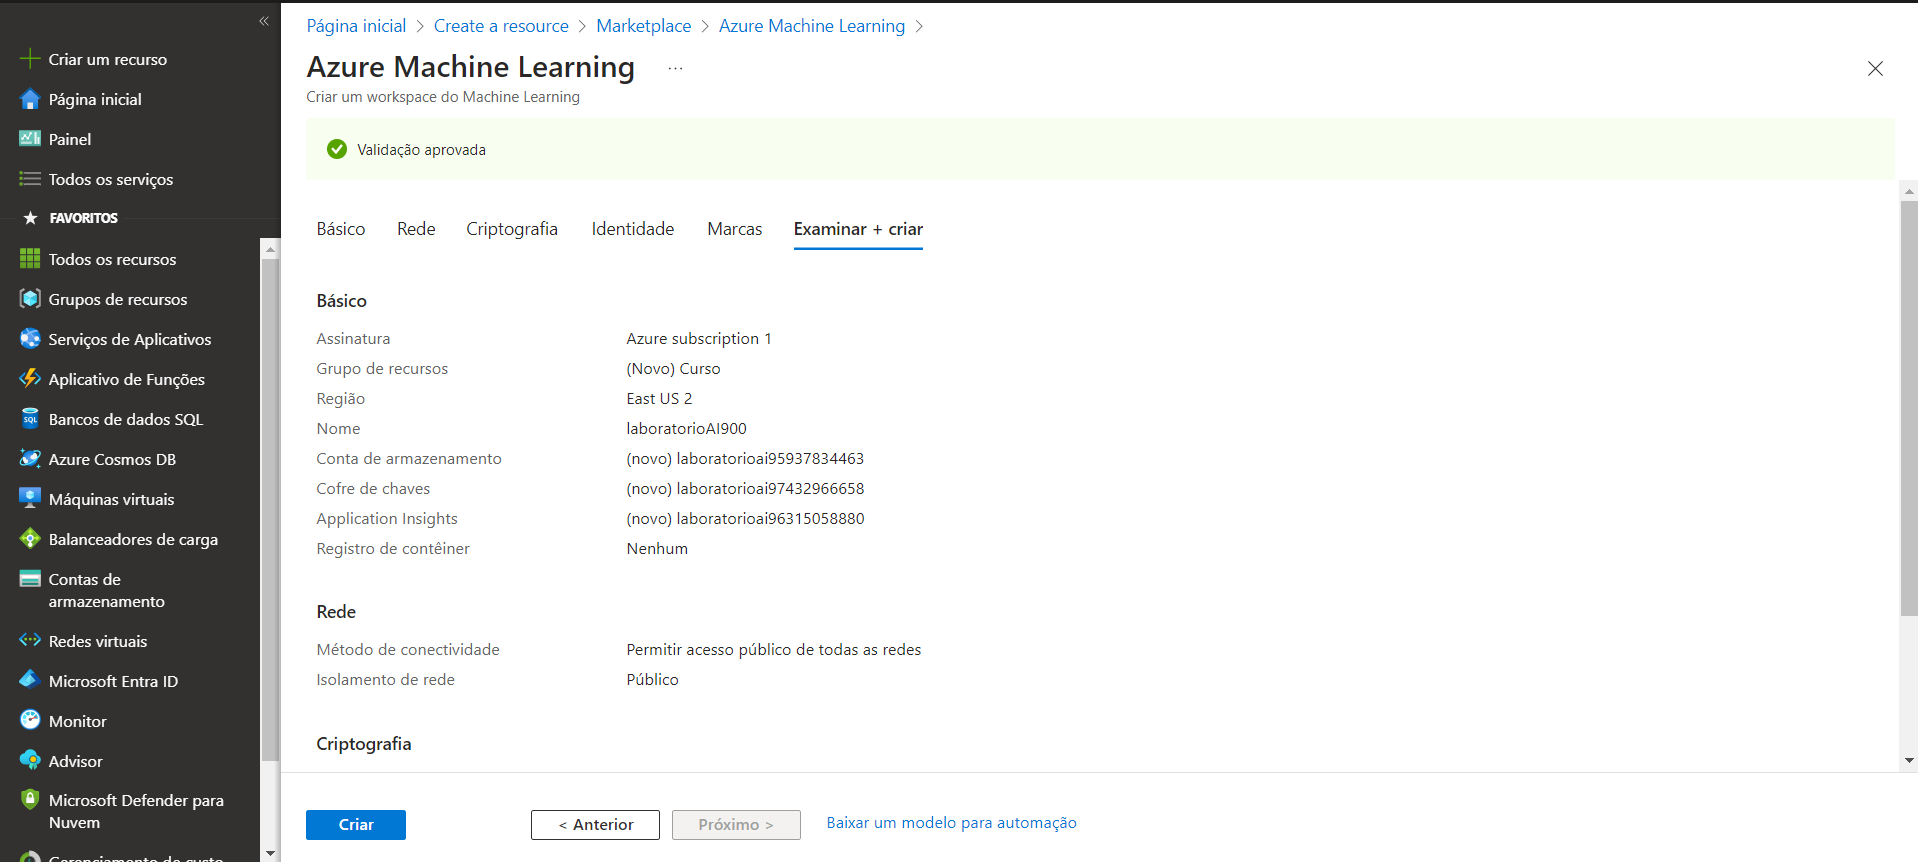 «
Criar um recurso
Página inicial
Painel
Todos os serviços
FAVORITOS
Todos os recursos
Grupos de recursos
Serviços de Aplicativos
Aplicativo de Funções
Bancos de dados SQL
Azure Cosmos DB
Máquinas virtuais
Balanceadores de carga
Contas de
armazenamento
Redes virtuais
Microsoft Entra ID
Monitor
Advisor
Microsoft Defender para
Nuvem
Gerenciamento de custo
Página inicial > Create a resource > Marketplace > Azure Machine Learning >
Azure Machine Learning ...
Criar um workspace do Machine Learning
Validação aprovada
Básico Rede Criptografia Identidade Marcas Examinar + criar
Básico
Assinatura Azure subscription 1
Grupo de recursos (Novo) Curso
Região East US 2
Nome laboratorioAI900
Conta de armazenamento (novo) laboratorioai95937834463
Cofre de chaves (novo) laboratorioai97432966658
Application Insights (novo) laboratorioai96315058880
Registro de contêiner Nenhum
Rede
Método de conectividade Permitir acesso público de todas as redes
Isolamento de rede Público
Criptografia
Criar < Anterior Próximo > Baixar um modelo para automação